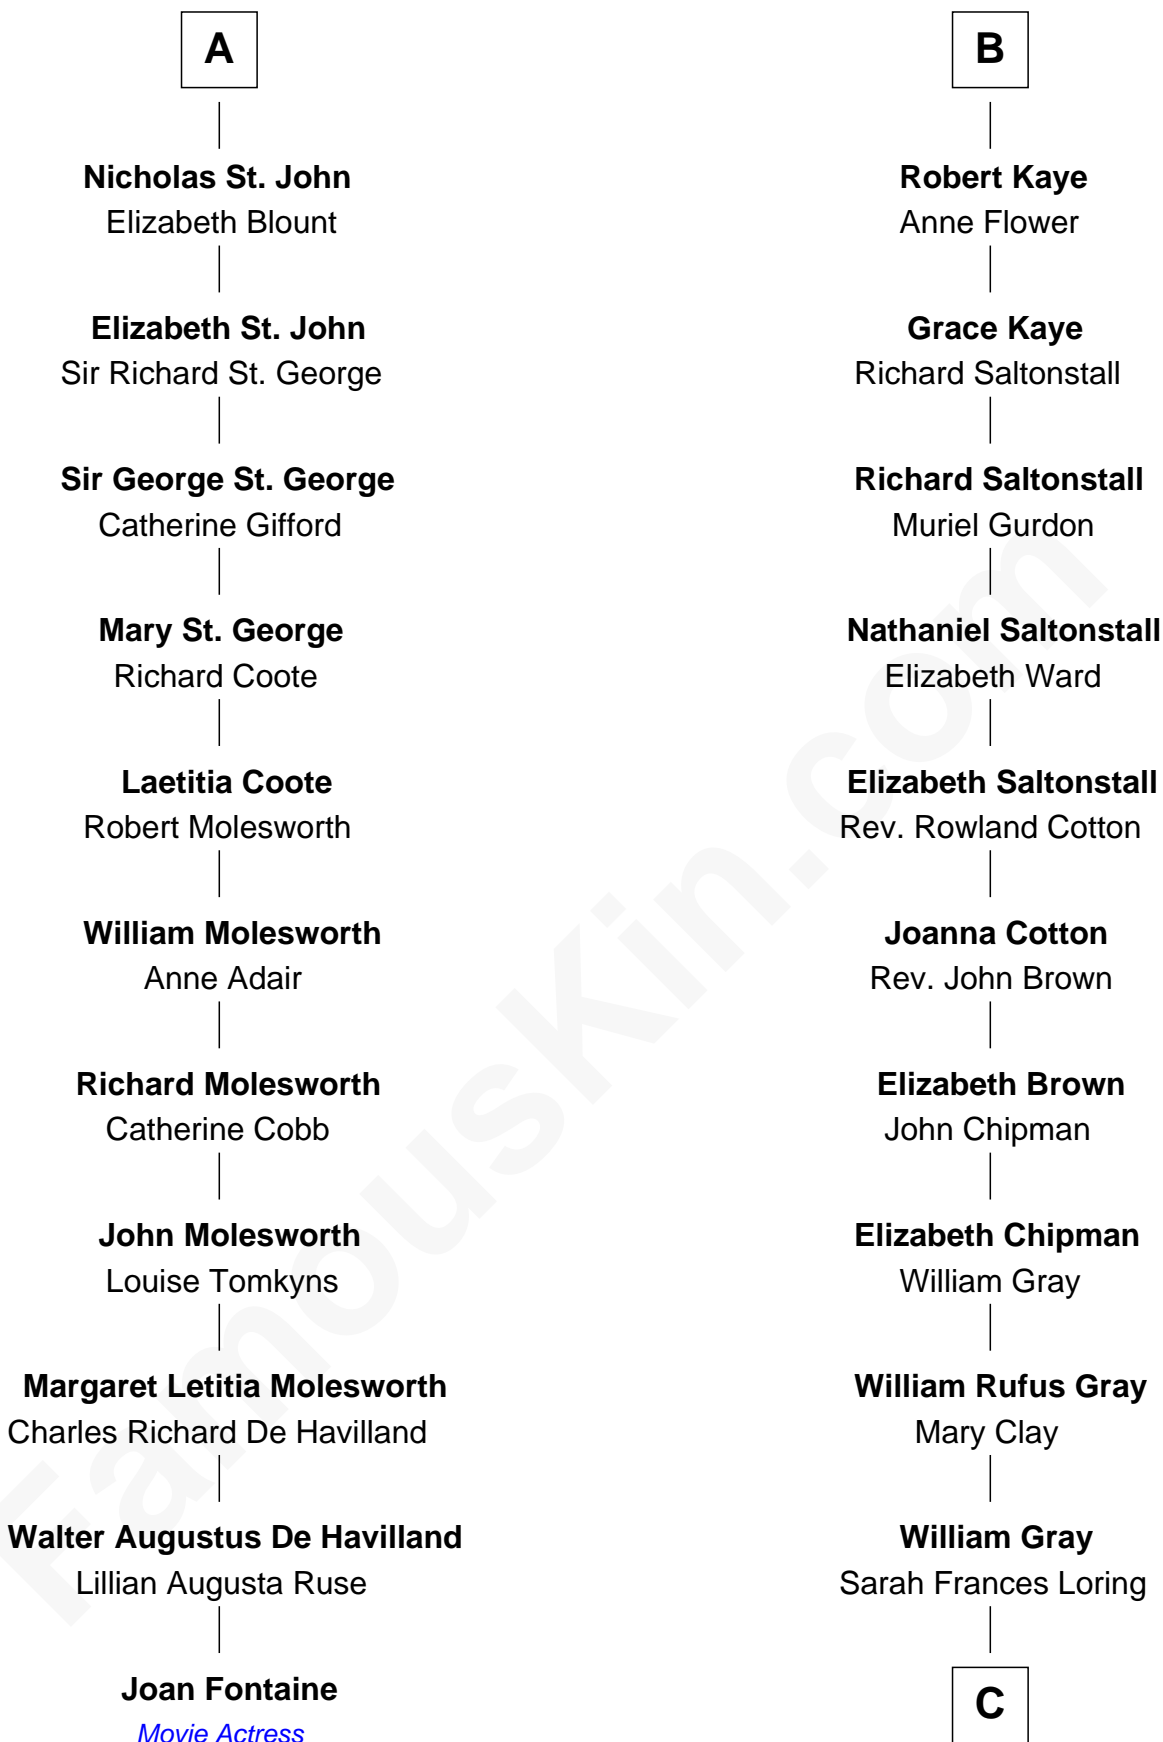 A
Nicholas St. John
Elizabeth Blount
Elizabeth St. John
Sir Richard St. George
Sir George St. George
Catherine Gifford
Mary St. George
Richard Coote
Laetitia Coote
Robert Molesworth
William Molesworth
Anne Adair
Richard Molesworth
Catherine Cobb
John Molesworth
Louise Tomkyns
Margaret Letitia Molesworth
Charles Richard De Havilland
Walter Augustus De Havilland
Lillian Augusta Ruse
Joan Fontaine
Movie Actress
B
Robert Kaye
Anne Flower
Grace Kaye
Richard Saltonstall
Richard Saltonstall
Muriel Gurdon
Nathaniel Saltonstall
Elizabeth Ward
Elizabeth Saltonstall
Rev. Rowland Cotton
Joanna Cotton
Rev. John Brown
Elizabeth Brown
John Chipman
Elizabeth Chipman
William Gray
William Rufus Gray
Mary Clay
William Gray
Sarah Frances Loring
C
FamousKin.com